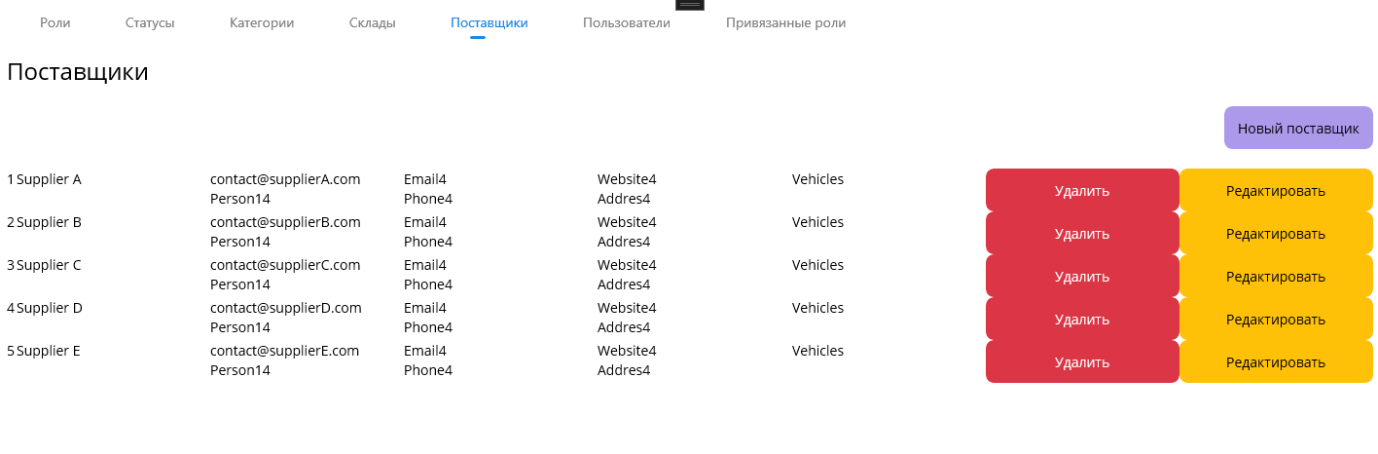 Роли Статусы Категории Склады Поставщики Пользователи Привязанные роли
Поставщики
Новый поставщик
1 Supplier A contact@supplierA.com Email4 Website4 Vehicles Удалить Редактировать
Person14 Phone4 Addres4
2 Supplier B contact@supplierB.com Email4 Website4 Vehicles Удалить Редактировать
Person14 Phone4 Addres4
3 Supplier C contact@supplierC.com Email4 Website4 Vehicles Удалить Редактировать
Person14 Phone4 Addres4
4 Supplier D contact@supplierD.com Email4 Website4 Vehicles Удалить Редактировать
Person14 Phone4 Addres4
5 Supplier E contact@supplierE.com Email4 Website4 Vehicles Удалить Редактировать
Person14 Phone4 Addres4